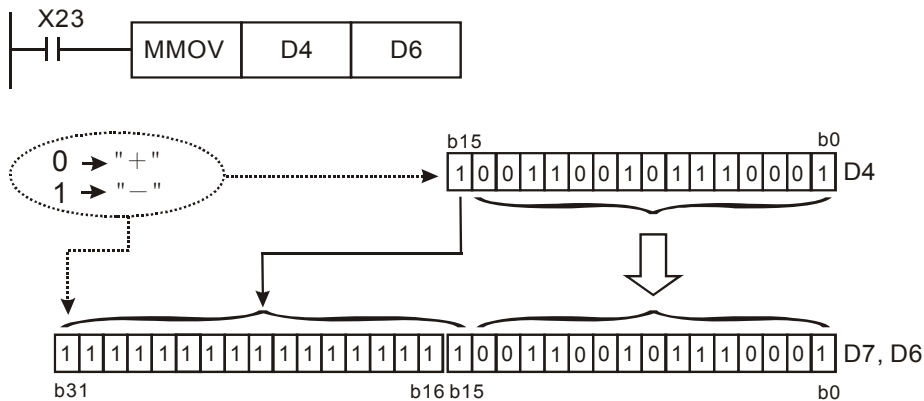 X23
MMOV D4 D6
b15 b0
0 → "+"
1 → "−"
1 0 0 1 1 0 0 1 0 1 1 1 0 0 0 1 D4
1 1 1 1 1 1 1 1 1 1 1 1 1 1 1 1 1 0 0 1 1 0 0 1 0 1 1 1 0 0 0 1 D7, D6
b31 b16 b15 b0